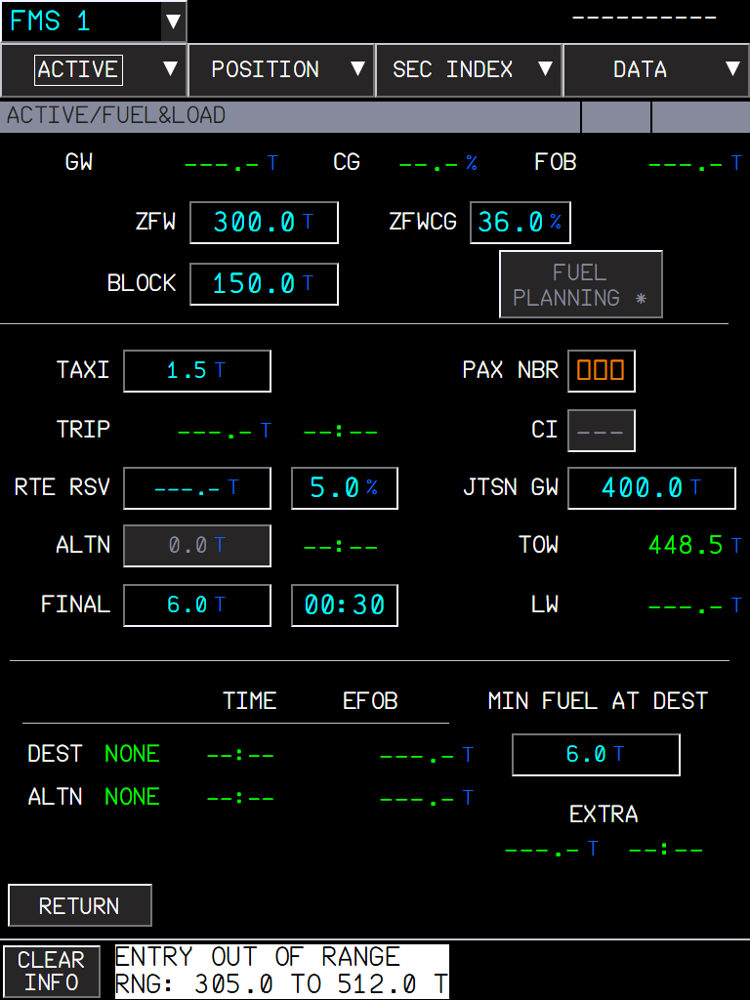 FMS 1 ▼ ----------
ACTIVE ▼ POSITION ▼ SEC INDEX ▼ DATA ▼
ACTIVE/FUEL&LOAD
GW ---.- T CG --.- % FOB ---.- T
ZFW 300.0 T ZFWCG 36.0 %
BLOCK 150.0 T
FUEL
PLANNING *
TAXI 1.5 T PAX NBR ▯▯▯
TRIP ---.- T --:-- CI ---
RTE RSV ---.- T 5.0 % JTSN GW 400.0 T
ALTN 0.0 T --:-- TOW 448.5 T
FINAL 6.0 T 00:30 LW ---.- T
TIME EFOB MIN FUEL AT DEST
DEST NONE --:-- ---.- T 6.0 T
ALTN NONE --:-- ---.- T
EXTRA
---.- T --:--
RETURN
CLEAR
INFO
ENTRY OUT OF RANGE
RNG: 305.0 TO 512.0 T